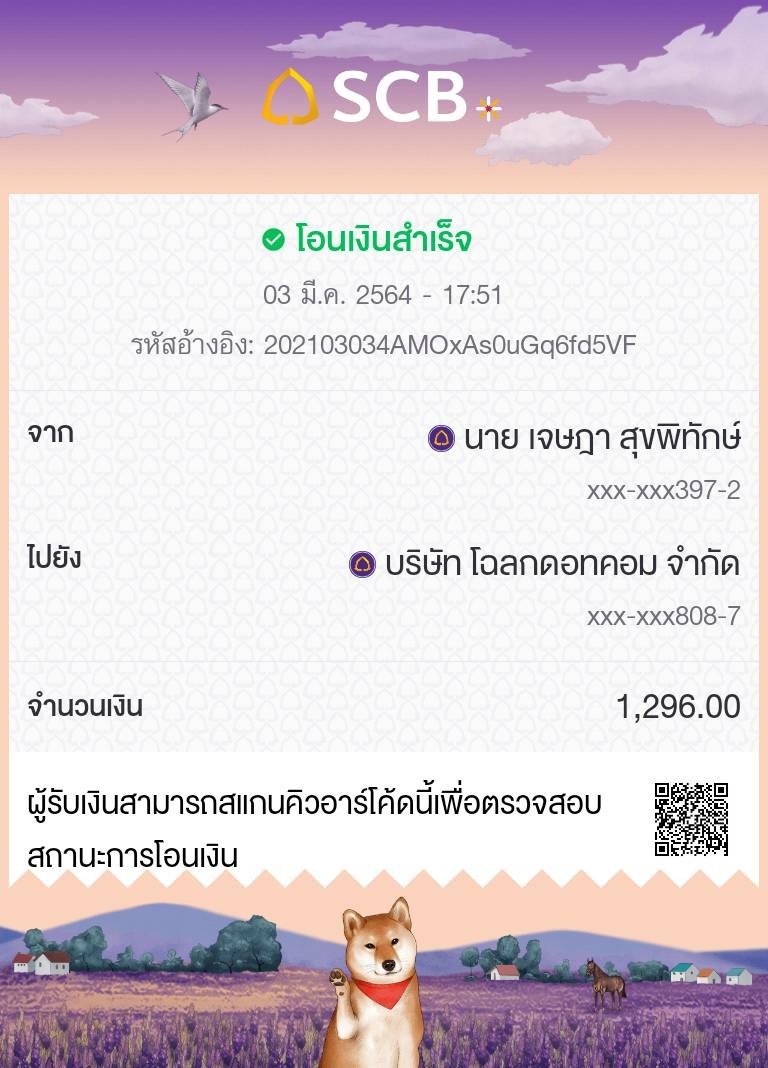 SCB
โอนเงินสำเร็จ
03 มี.ค. 2564 - 17:51
รหัสอ้างอิง: 202103034AMOxAs0uGq6fd5VF
จาก นาย เจษฎา สุขพิทักษ์
xxx-xxx397-2
ไปยัง บริษัท โฉลกดอทคอม จำกัด
xxx-xxx808-7
จำนวนเงิน 1,296.00
ผู้รับเงินสามารถสแกนคิวอาร์โค้ดนี้เพื่อตรวจสอบ
สถานะการโอนเงิน